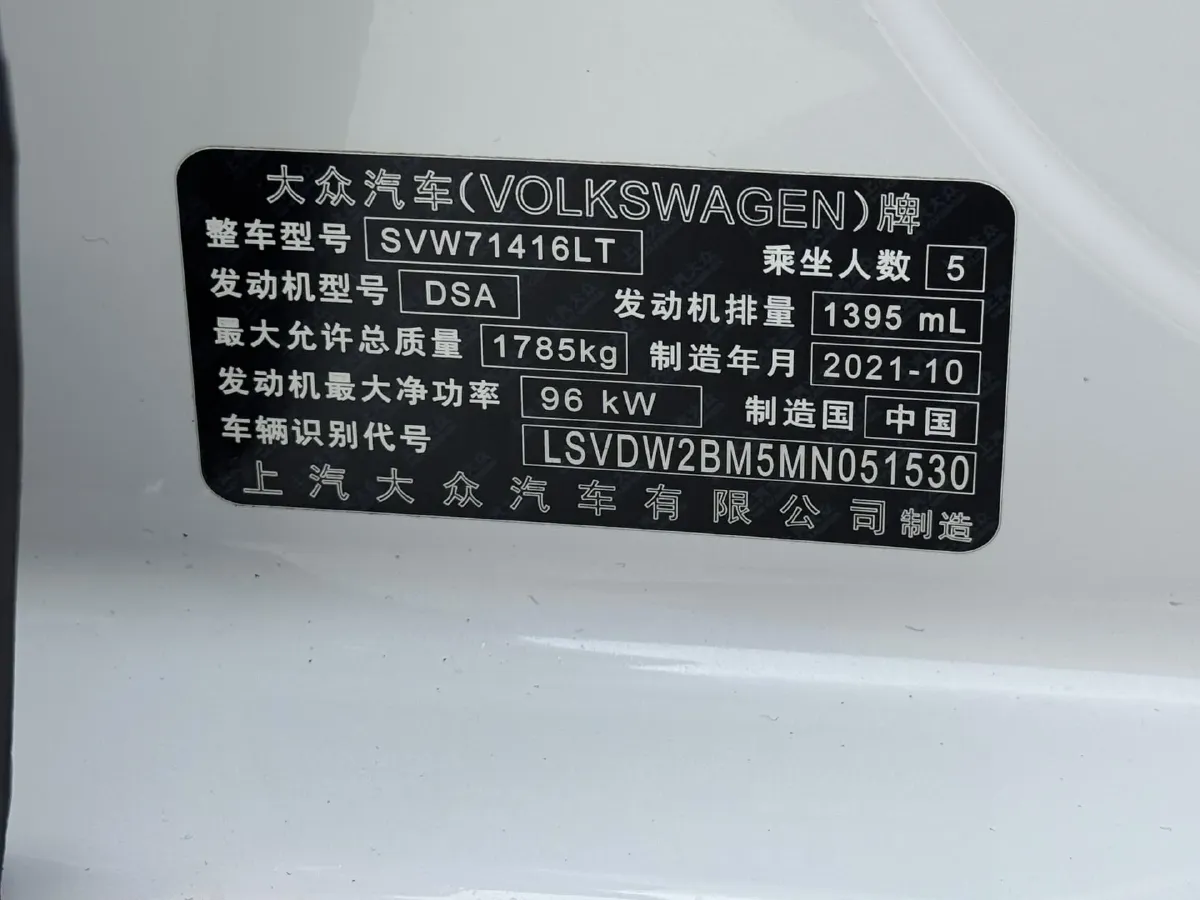 大众汽车(VOLKSWAGEN)牌
整车型号 SVW71416LT 乘坐人数 5
发动机型号 DSA 发动机排量 1395 mL
最大允许总质量 1785kg 制造年月 2021-10
发动机最大净功率 96 kW 制造国 中国
车辆识别代号 LSVDW2BM5MN051530
上汽大众汽车有限公司制造